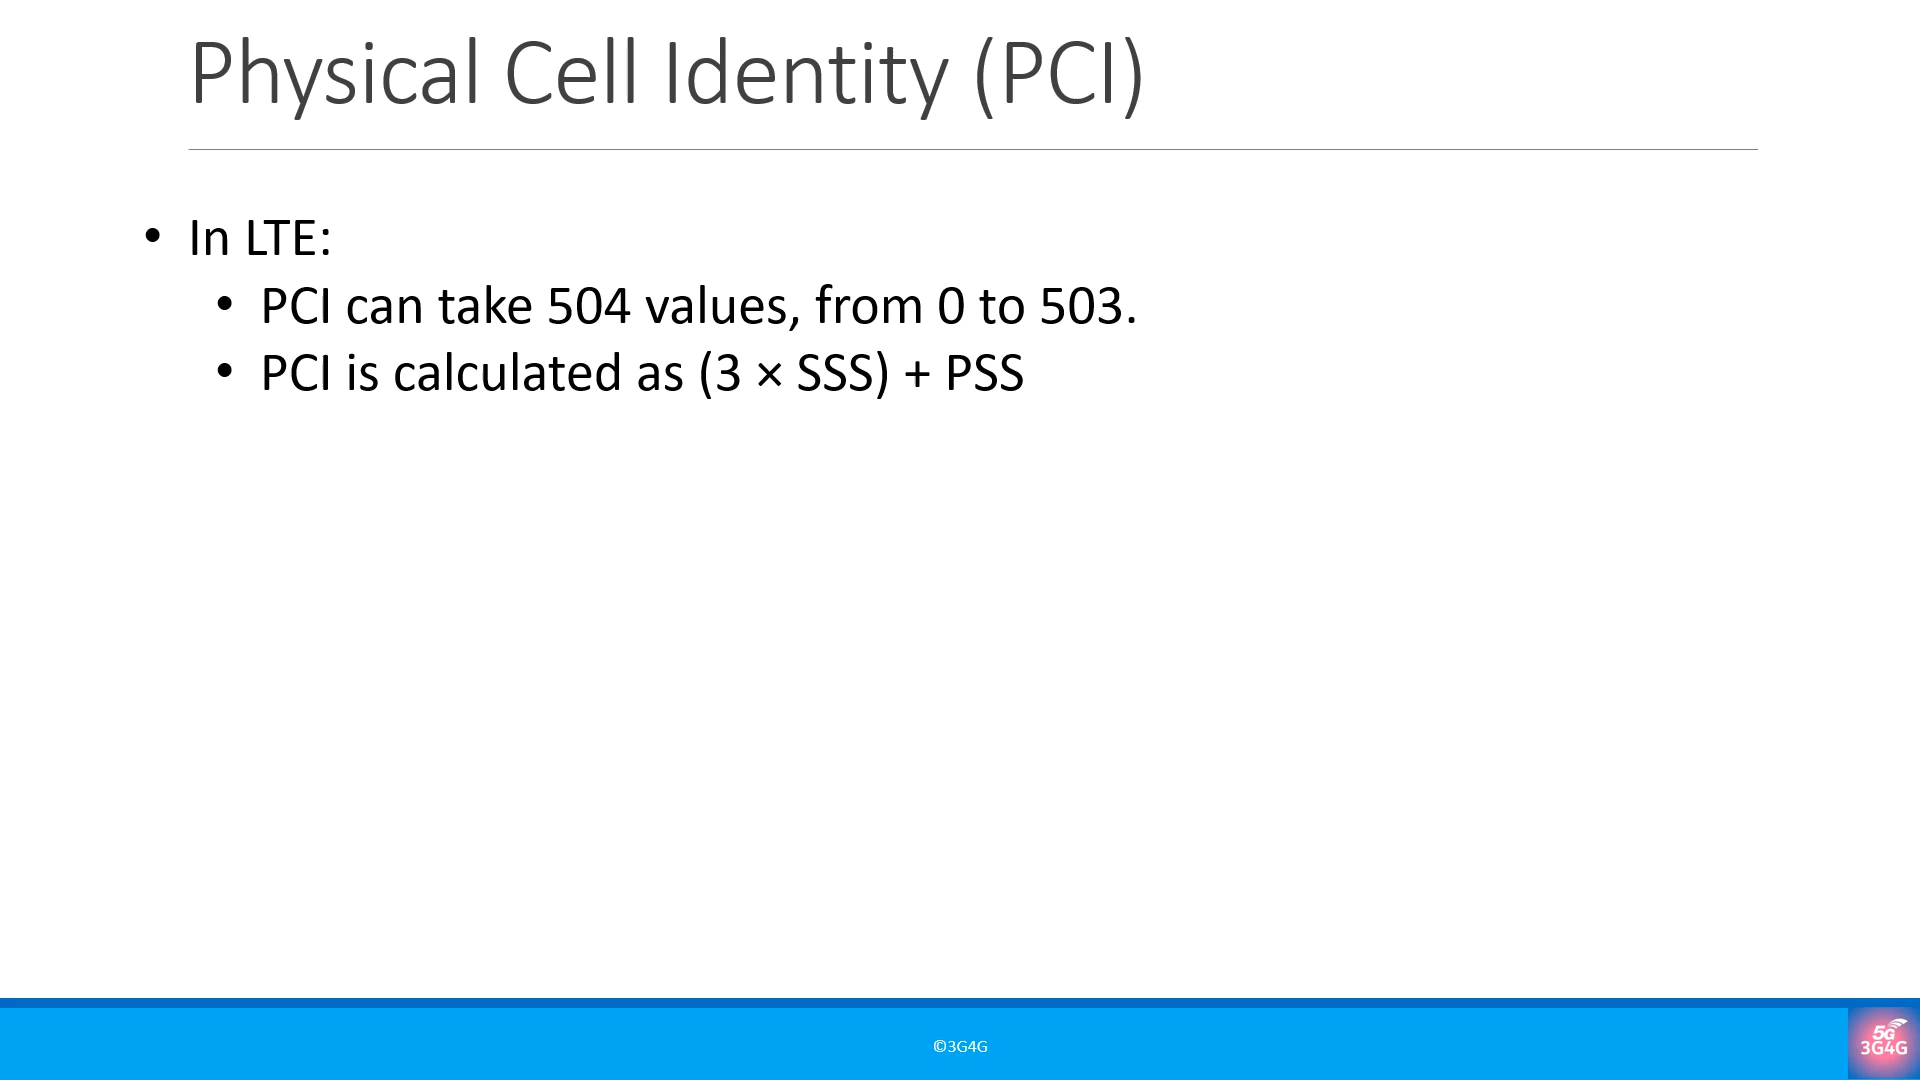 Physical Cell Identity (PCI)
• In LTE:
• PCI can take 504 values, from 0 to 503.
• PCI is calculated as (3 × SSS) + PSS
©3G4G
5G
3G4G